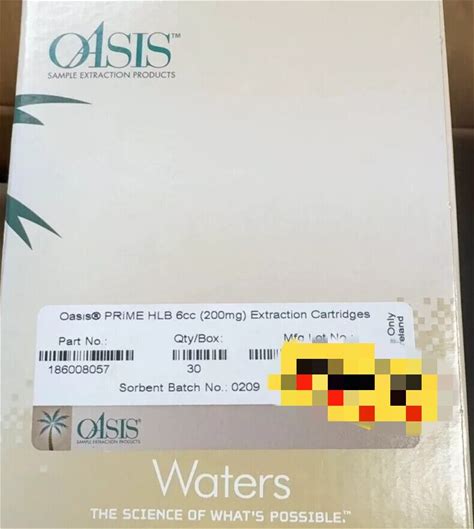 OASIS™
SAMPLE EXTRACTION PRODUCTS
Oasis® PRiME HLB 6cc (200mg) Extraction Cartridges
Part No.: Qty/Box: Mfg Lot No.:
186008057 30
Sorbent Batch No.: 0209
Only
eland
OASIS
SAMPLE EXTRACTION PRODUCTS
Waters
THE SCIENCE OF WHAT'S POSSIBLE.™